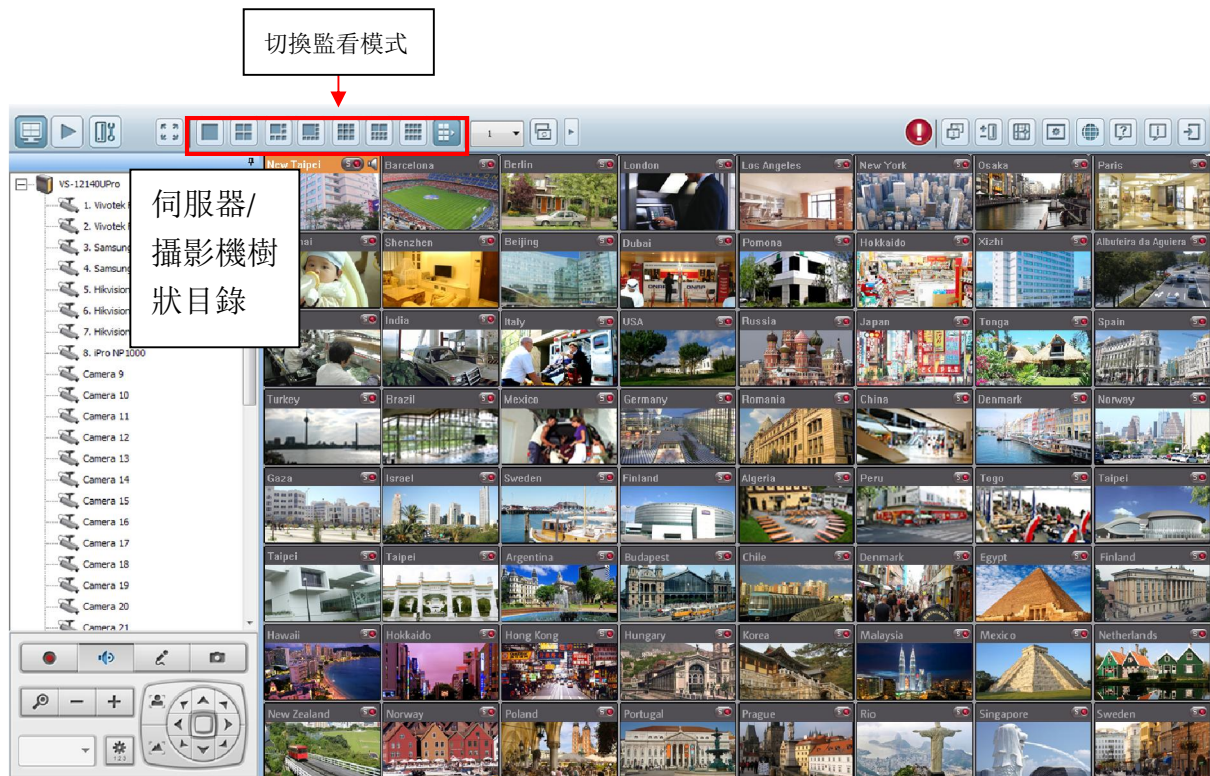 切換監看模式
1
VS-12140UPro
1. Vivotek
2. Vivotek
3. Samsung
4. Samsung
5. Hikvision
6. Hikvision
7. Hikvision
8. iPro NP1000
Camera 9
Camera 10
Camera 11
Camera 12
Camera 13
Camera 14
Camera 15
Camera 16
Camera 17
Camera 18
Camera 19
Camera 20
Camera 21
伺服器/
攝影機樹
狀目錄
New Taipei Barcelona Berlin London Los Angeles New York Osaka Paris
Shenzhen Beijing Dubai Pomona Hokkaido Xizhi Albufeira da Aguiera
India Italy USA Russia Japan Tonga Spain
Turkey Brazil Mexico Germany Romania China Denmark Norway
Gaza Israel Sweden Finland Algeria Peru Togo Taipei
Taipei Taipei Argentina Budapest Chile Denmark Egypt Finland
Hawaii Hokkaido Hong Kong Hungary Korea Malaysia Mexico Netherlands
New Zealand Norway Poland Portugal Prague Rio Singapore Sweden
123